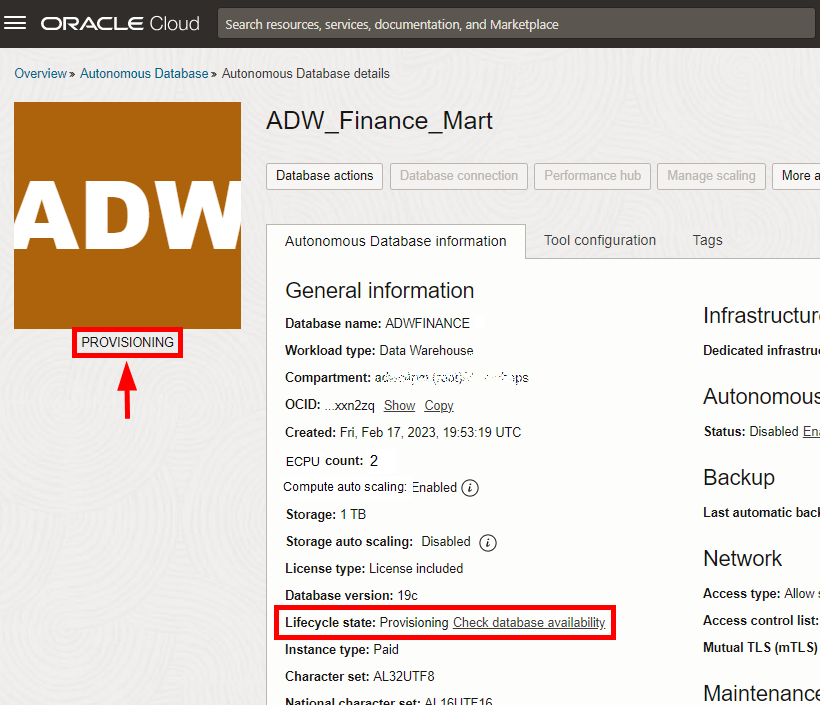 ORACLE Cloud
Search resources, services, documentation, and Marketplace
Overview » Autonomous Database » Autonomous Database details
ADW
PROVISIONING
ADW_Finance_Mart
Database actions
Database connection
Performance hub
Manage scaling
More a
Autonomous Database information
Tool configuration
Tags
General information
Database name: ADWFINANCE
Workload type: Data Warehouse
Compartment:
OCID: ...xxn2zq Show Copy
Created: Fri, Feb 17, 2023, 19:53:19 UTC
ECPU count: 2
Compute auto scaling: Enabled
Storage: 1 TB
Storage auto scaling: Disabled
License type: License included
Database version: 19c
Lifecycle state: Provisioning Check database availability
Instance type: Paid
Character set: AL32UTF8
National character set: AL16UTF16
Infrastructure
Dedicated infrastru
Autonomous
Status: Disabled Ena
Backup
Last automatic back
Network
Access type: Allow s
Access control list:
Mutual TLS (mTLS)
Maintenance